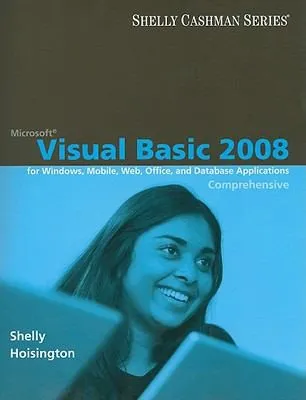 SHELLY CASHMAN SERIES®
Microsoft®
Visual Basic 2008
for Windows, Mobile, Web, Office, and Database Applications
Comprehensive
Shelly
Hoisington